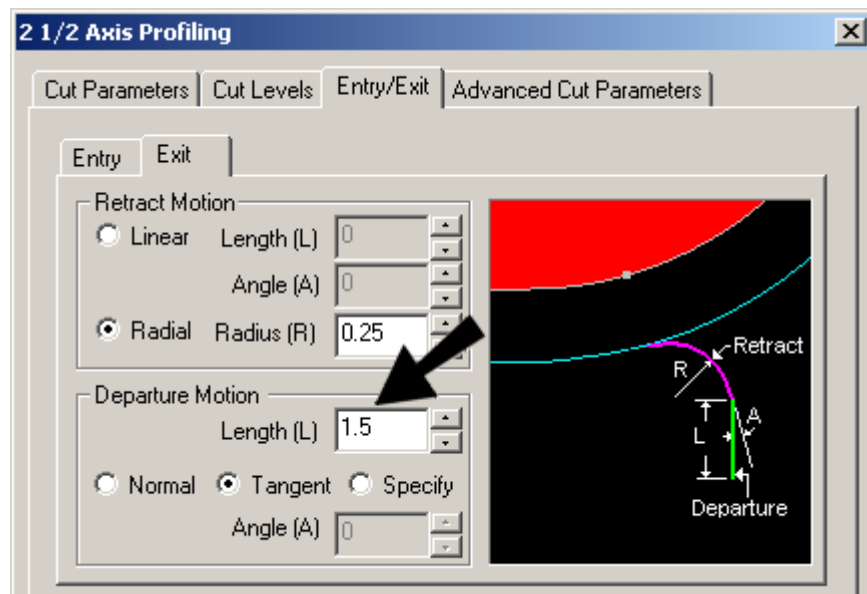 2 1/2 Axis Profiling
Cut Parameters Cut Levels Entry/Exit Advanced Cut Parameters
Entry Exit
Retract Motion
Linear Length (L) 0
Angle (A) 0
Radial Radius (R) 0.25
Departure Motion
Length (L) 1.5
Normal Tangent Specify
Angle (A) 0
Retract
R
A
L
Departure